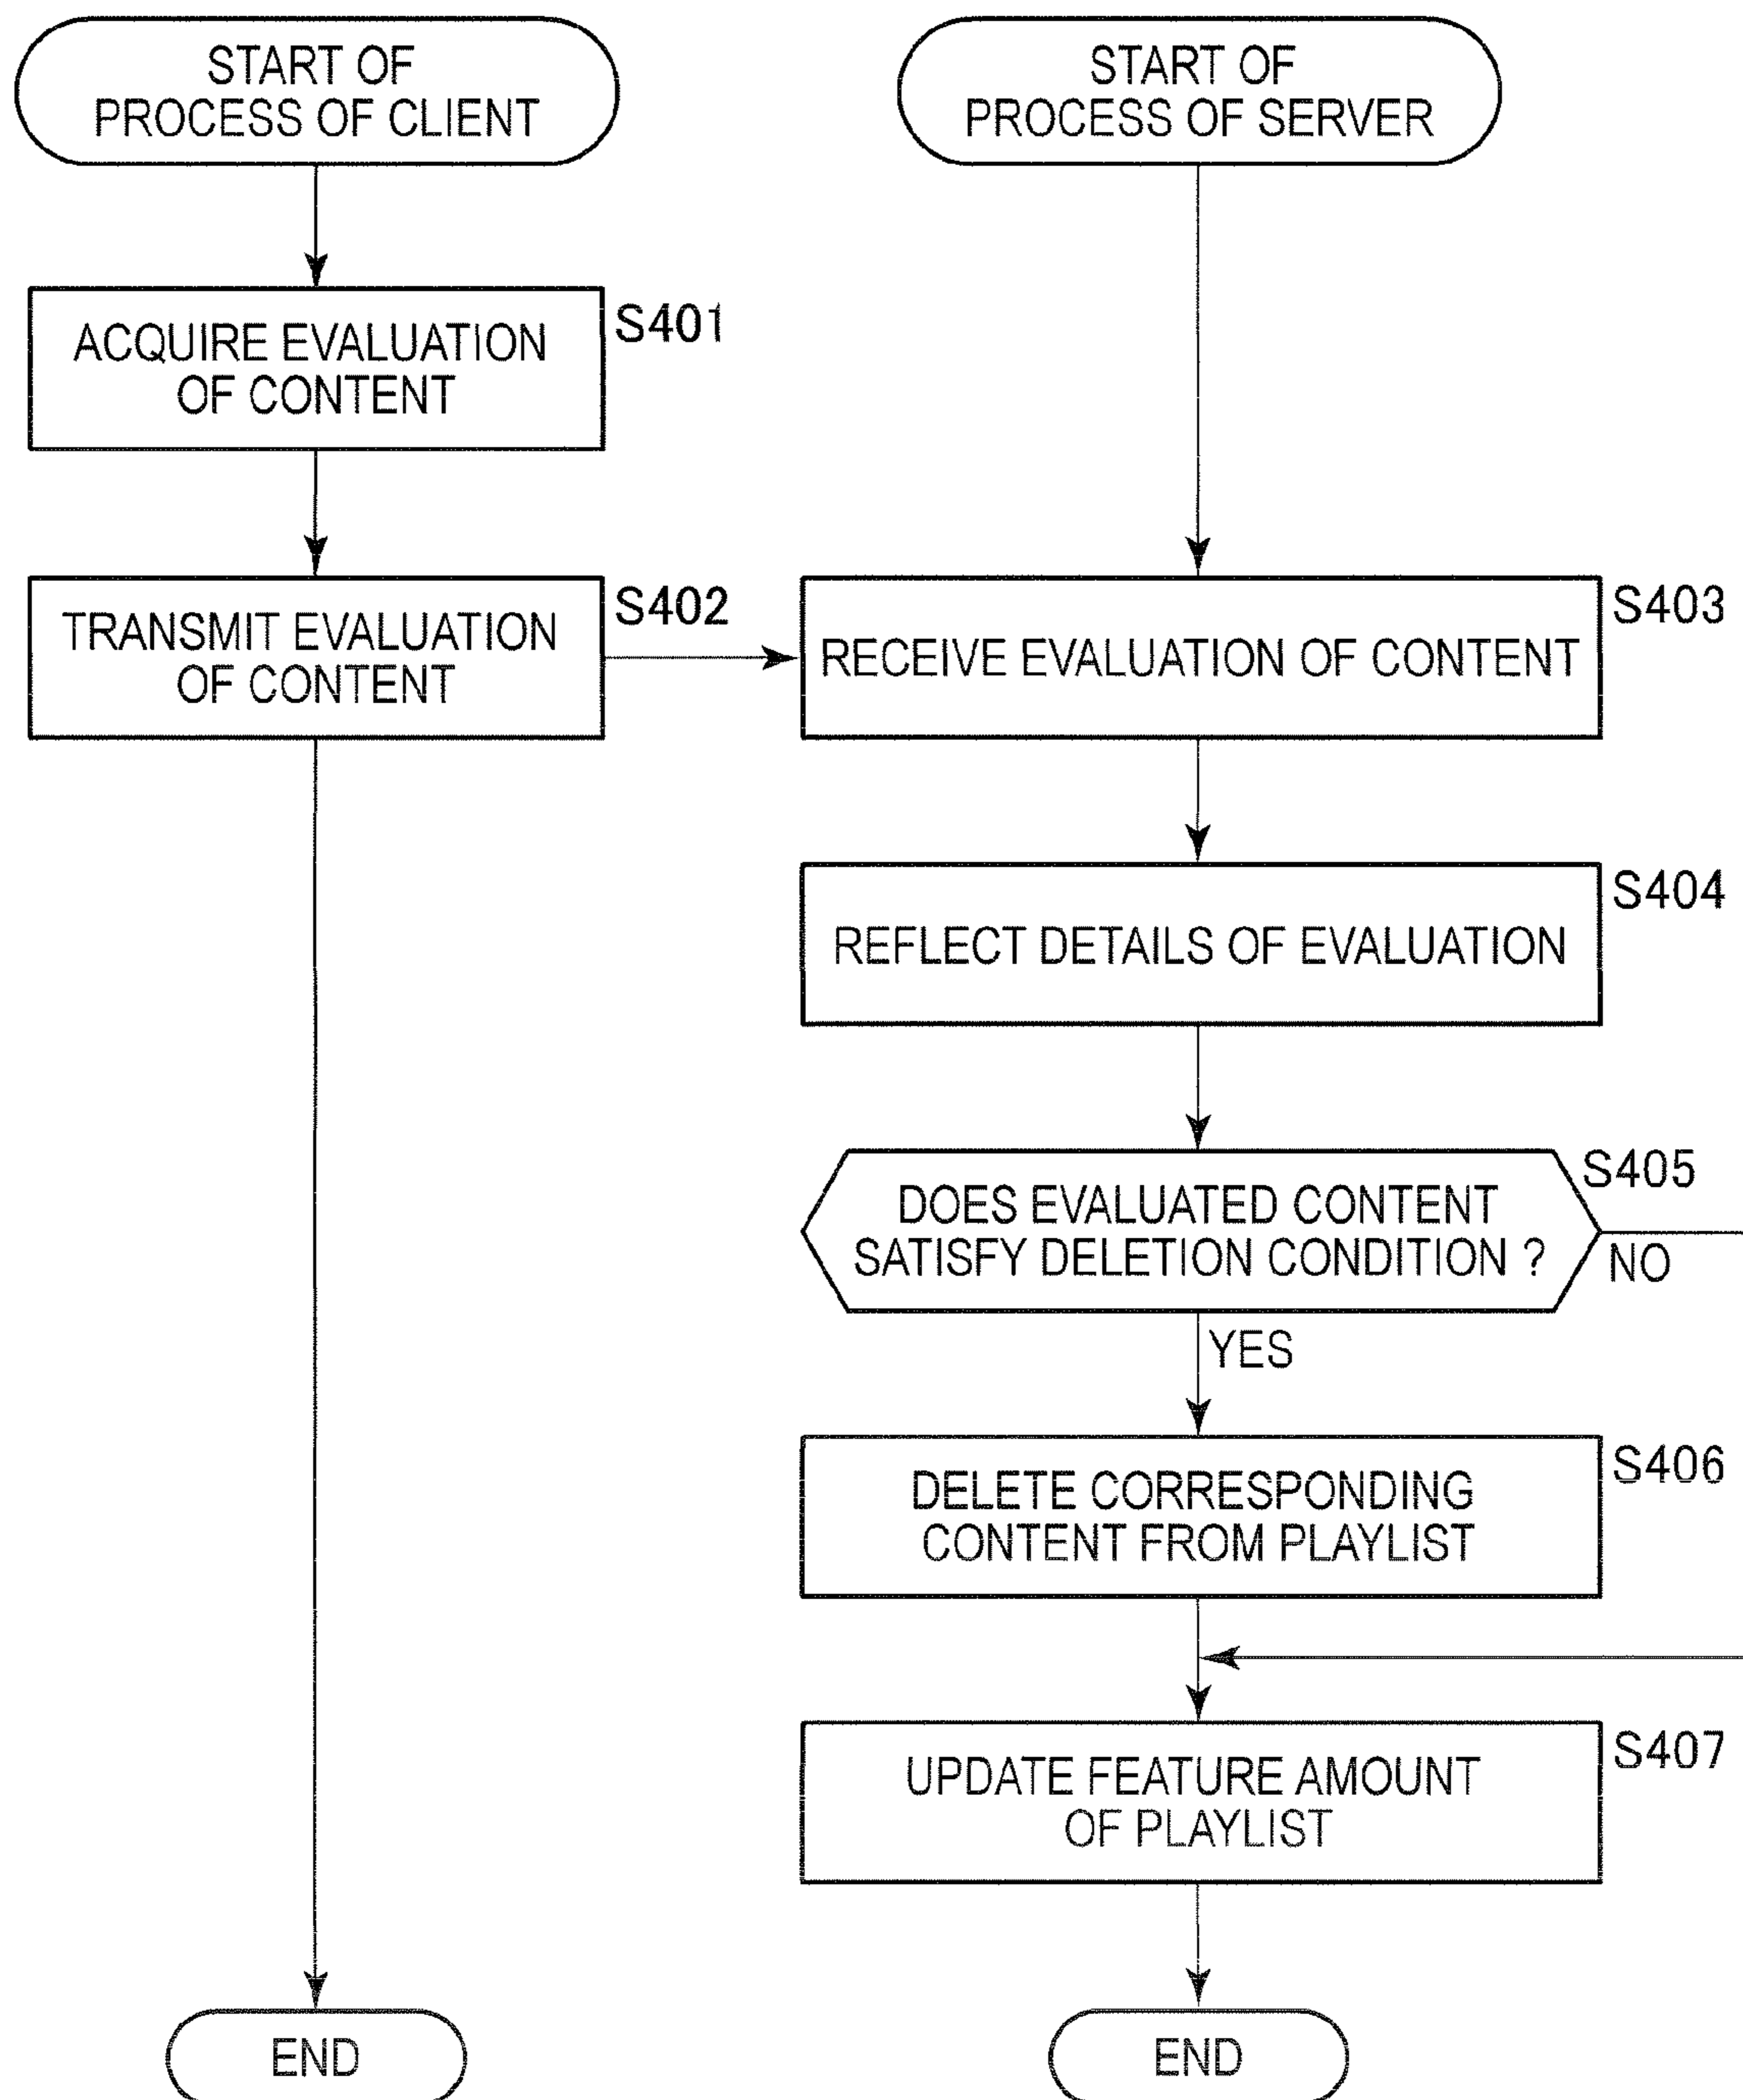 START OF
PROCESS OF CLIENT
START OF
PROCESS OF SERVER
ACQUIRE EVALUATION
OF CONTENT
S401
TRANSMIT EVALUATION
OF CONTENT
S402
RECEIVE EVALUATION OF CONTENT
S403
REFLECT DETAILS OF EVALUATION
S404
DOES EVALUATED CONTENT
SATISFY DELETION CONDITION ?
S405
NO
YES
DELETE CORRESPONDING
CONTENT FROM PLAYLIST
S406
UPDATE FEATURE AMOUNT
OF PLAYLIST
S407
END
END